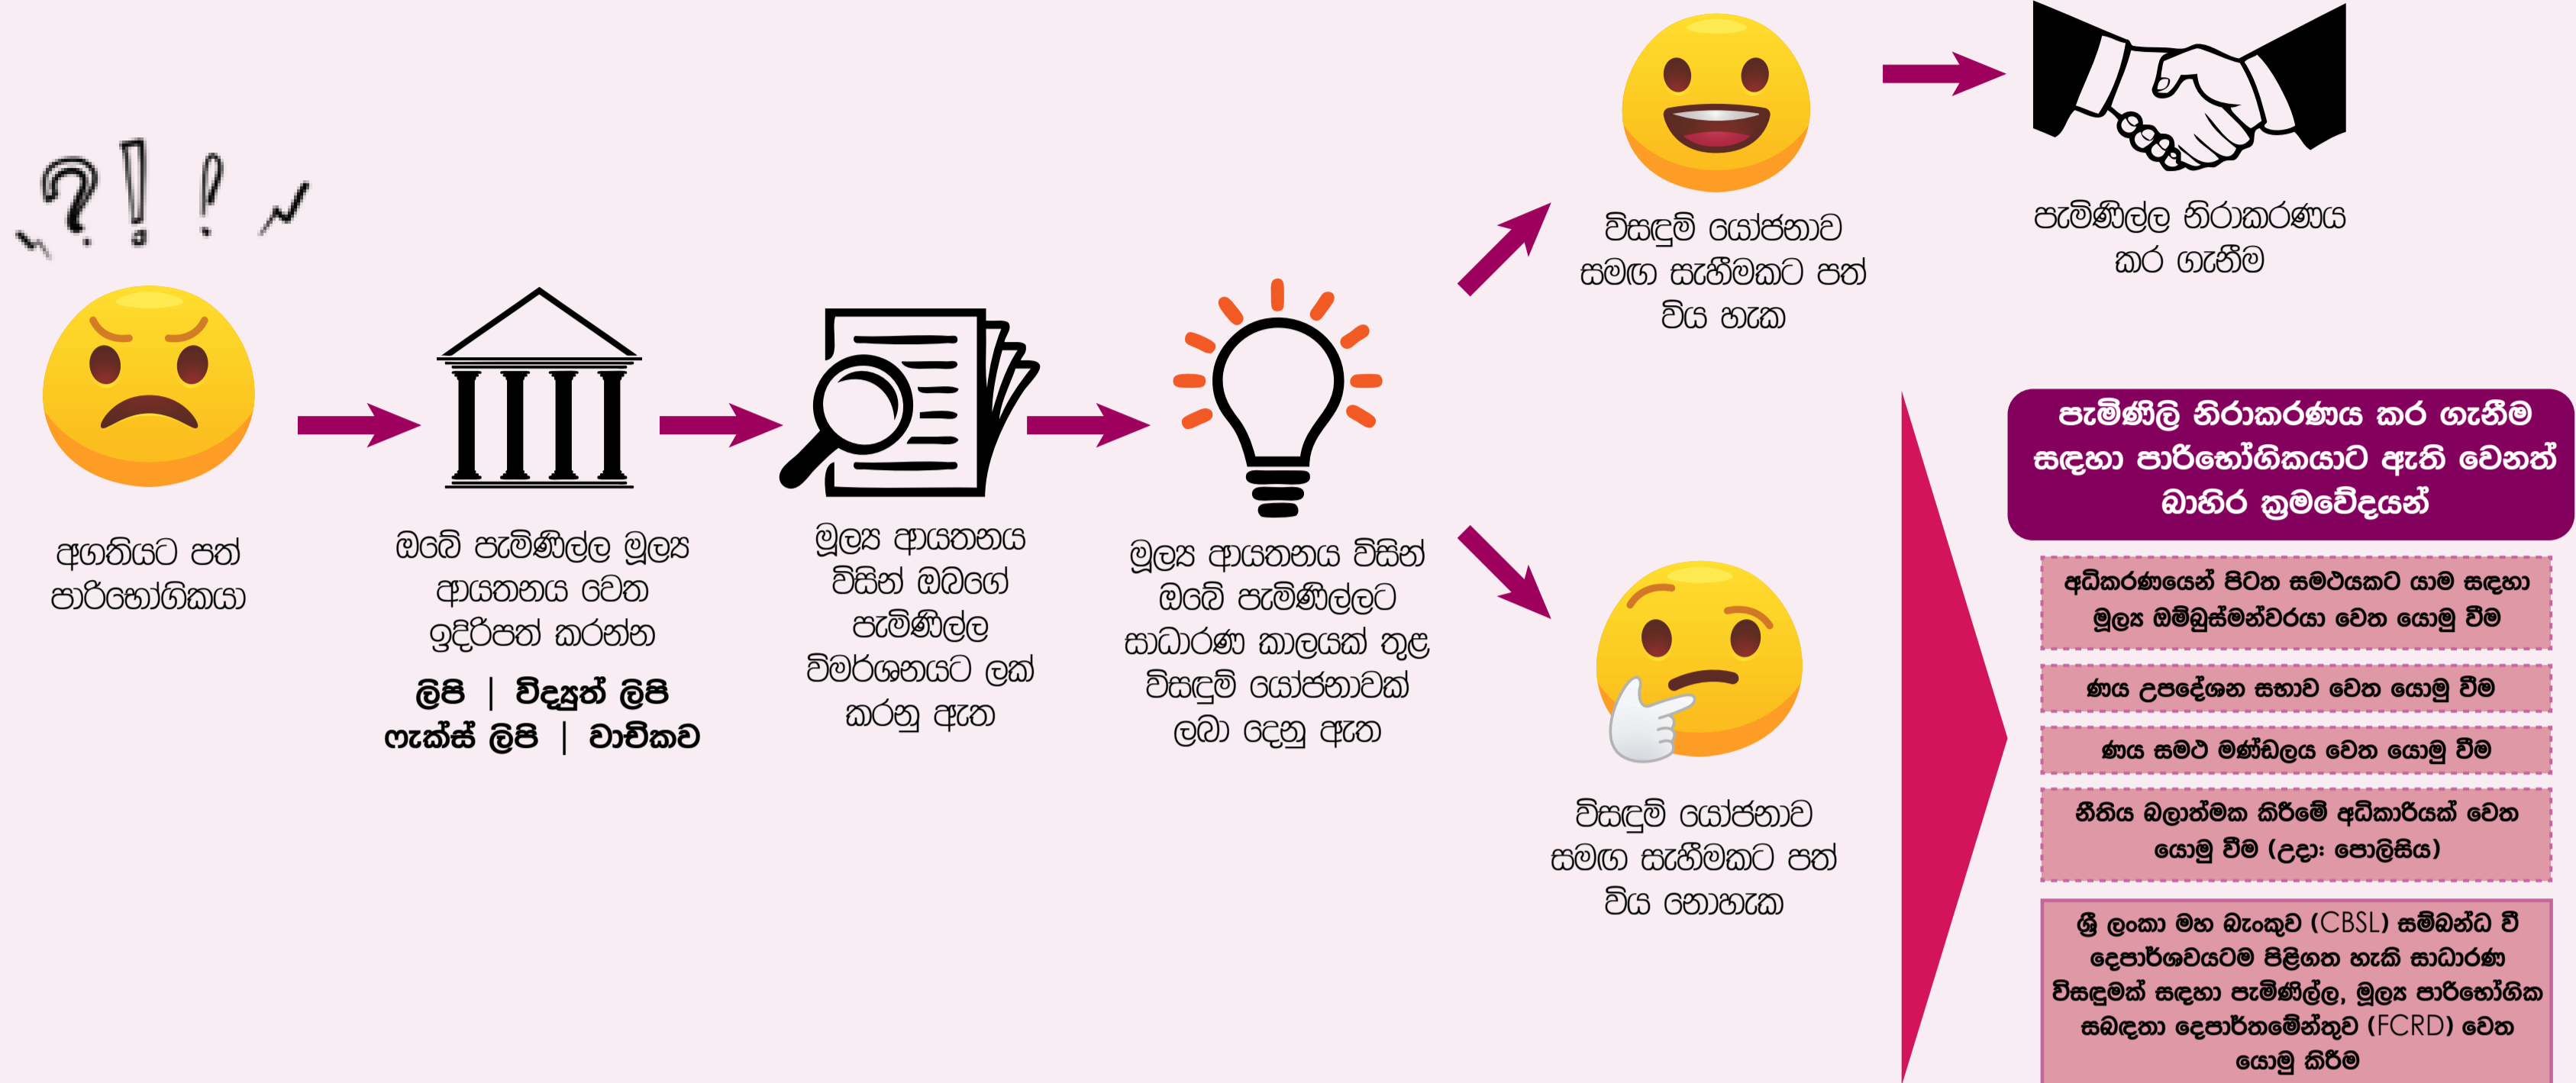 ?!!
අගතියට පත්
පාරිභෝගිකයා
ඔබේ පැමිණිල්ල මූල්‍ය
ආයතනය වෙත
ඉදිරිපත් කරන්න
ලිපි | විද්‍යුත් ලිපි
ෆැක්ස් ලිපි | වාචිකව
මූල්‍ය ආයතනය
විසින් ඔබගේ
පැමිණිල්ල
විමර්ශනයට ලක්
කරනු ඇත
මූල්‍ය ආයතනය විසින්
ඔබේ පැමිණිල්ලට
සාධාරණ කාලයක් තුළ
විසඳුම් යෝජනාවක්
ලබා දෙනු ඇත
විසඳුම් යෝජනාව
සමඟ සැහීමකට පත්
විය හැක
පැමිණිල්ල නිරාකරණය
කර ගැනීම
විසඳුම් යෝජනාව
සමඟ සැහීමකට පත්
විය නොහැක
පැමිණිලි නිරාකරණය කර ගැනීම
සඳහා පාරිභෝගිකයාට ඇති වෙනත්
බාහිර ක්‍රමවේදයන්
අධිකරණයෙන් පිටත සමථයකට යාම සඳහා
මූල්‍ය ඔම්බුස්මන්වරයා වෙත යොමු වීම
ණය උපදේශන සභාව වෙත යොමු වීම
ණය සමථ මණ්ඩලය වෙත යොමු වීම
නීතිය බලාත්මක කිරීමේ අධිකාරියක් වෙත
යොමු වීම (උදා: පොලිසිය)
ශ්‍රී ලංකා මහ බැංකුව (CBSL) සම්බන්ධ වී
දෙපාර්ශවයටම පිළිගත හැකි සාධාරණ
විසඳුමක් සඳහා පැමිණිල්ල, මූල්‍ය පාරිභෝගික
සබඳතා දෙපාර්තමේන්තුව (FCRD) වෙත
යොමු කිරීම